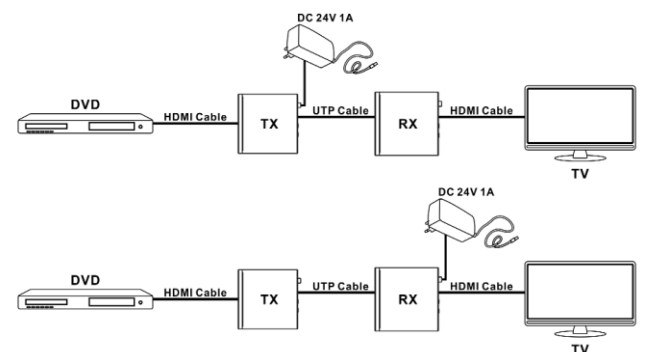 DC 24V 1A
DVD
HDMI Cable
TX
UTP Cable
RX
HDMI Cable
TV
DC 24V 1A
DVD
HDMI Cable
TX
UTP Cable
RX
HDMI Cable
TV